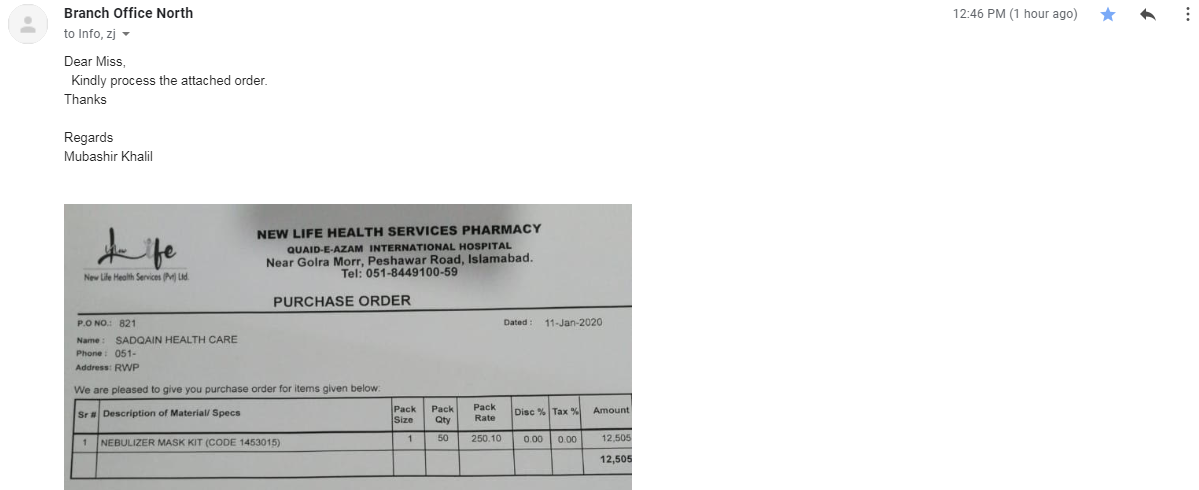 Branch Office North
12:46 PM (1 hour ago)
to Info, zj
Dear Miss,
Kindly process the attached order.
Thanks
Regards
Mubashir Khalil
Life
New Life Health Services (Pvt) Ltd.
NEW LIFE HEALTH SERVICES PHARMACY
QUAID-E-AZAM INTERNATIONAL HOSPITAL
Near Golra Morr, Peshawar Road, Islamabad.
Tel: 051-8449100-59
PURCHASE ORDER
P.O NO.: 821
Dated : 11-Jan-2020
Name : SADQAIN HEALTH CARE
Phone : 051-
Address: RWP
We are pleased to give you purchase order for items given below:
Sr # Description of Material/ Specs Pack Size Pack Qty Pack Rate Disc % Tax % Amount
1 NEBULIZER MASK KIT (CODE 1453015) 1 50 250.10 0.00 0.00 12,505
12,505